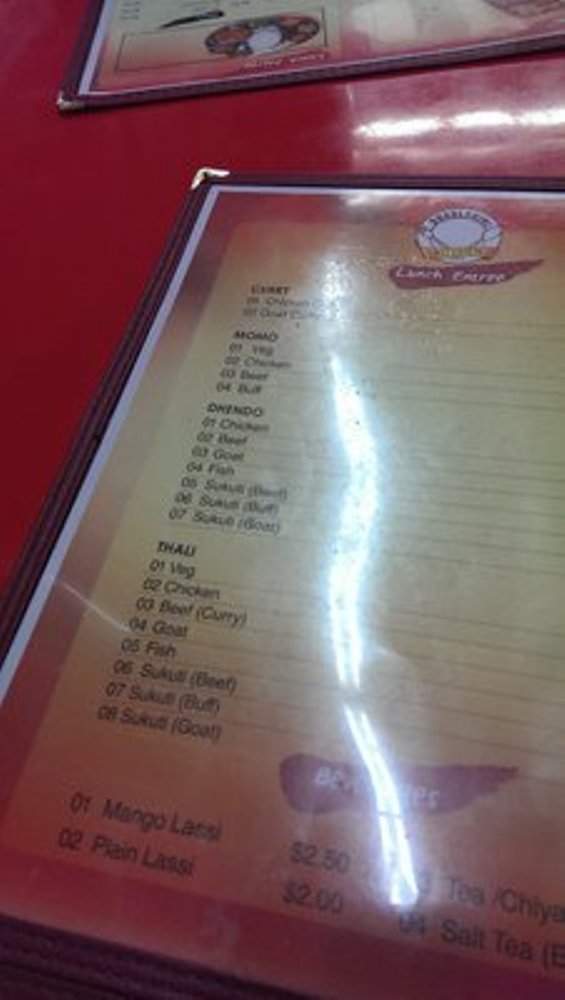 Lunch Entree
CURRY
01 Chicken
02 Goat Curry
MOMO
01 Veg
02 Chicken
03 Beef
04 Buff
DHENDO
01 Chicken
02 Beef
03 Goat
04 Fish
05 Sukuti (Beef)
06 Sukuti (Buff)
07 Sukuti (Goat)
THALI
01 Veg
02 Chicken
03 Beef (Curry)
04 Goat
05 Fish
06 Sukuti (Beef)
07 Sukuti (Buff)
08 Sukuti (Goat)
01 Mango Lassi $2.50 Tea /Chiya
02 Plain Lassi $2.00 04 Salt Tea (B